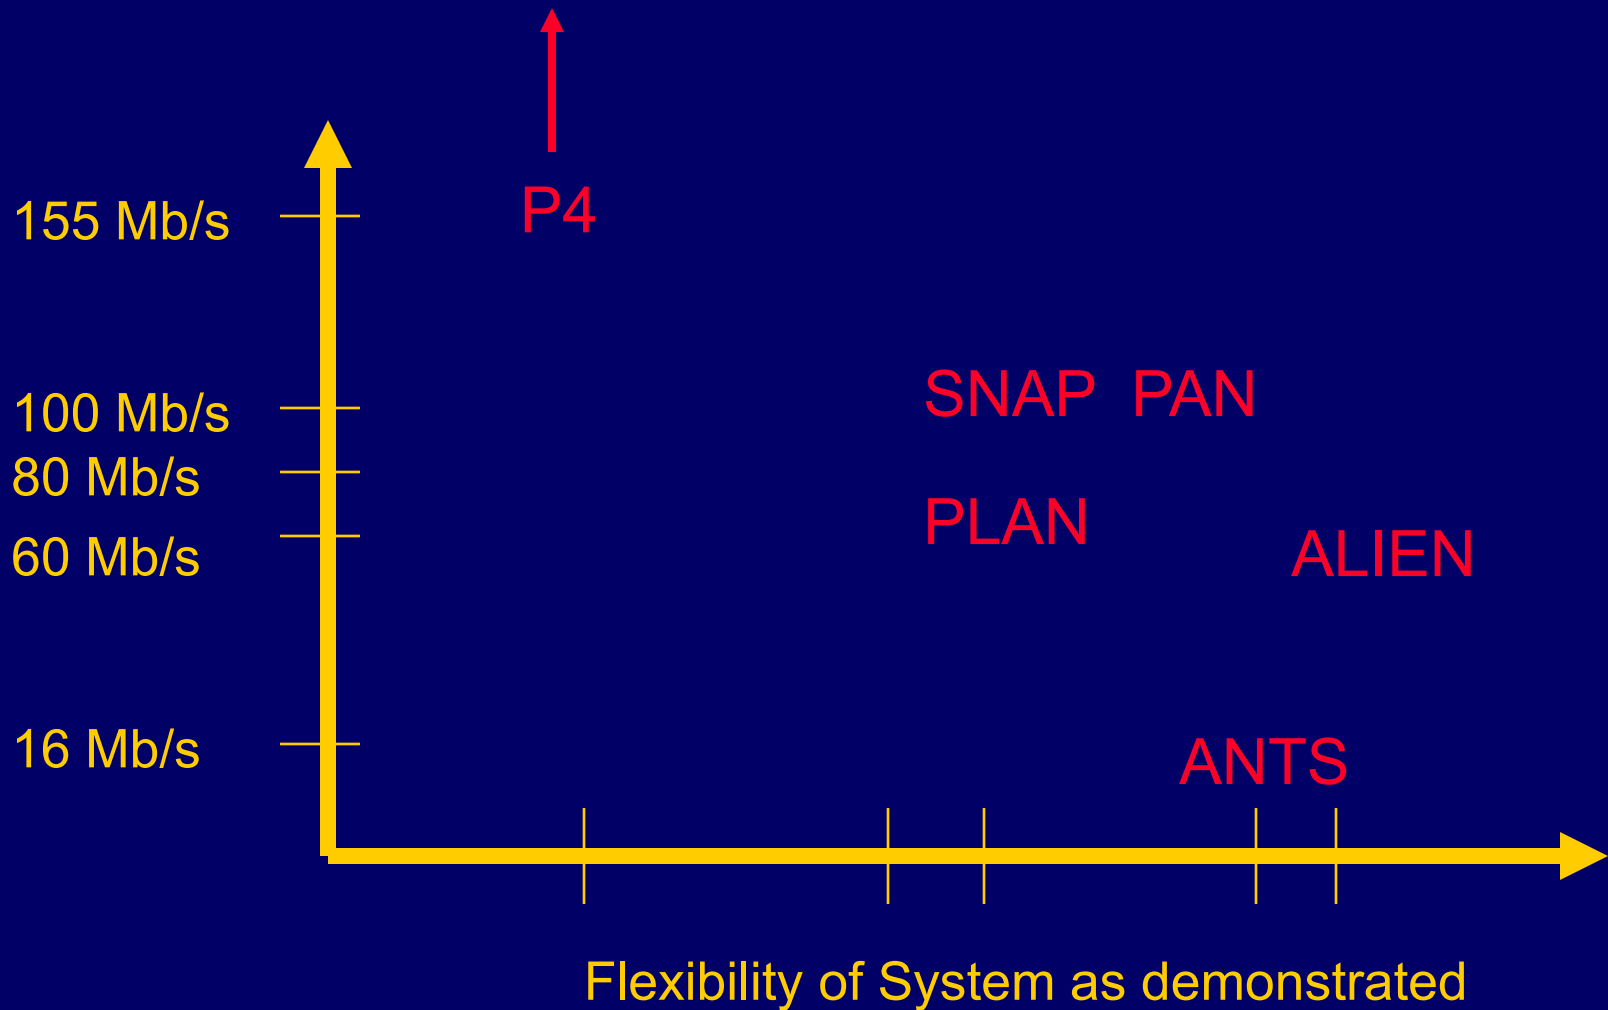 P4
155 Mb/s
SNAP PAN
100 Mb/s
80 Mb/s
PLAN
60 Mb/s
ALIEN
16 Mb/s
ANTS
Flexibility of System as demonstrated